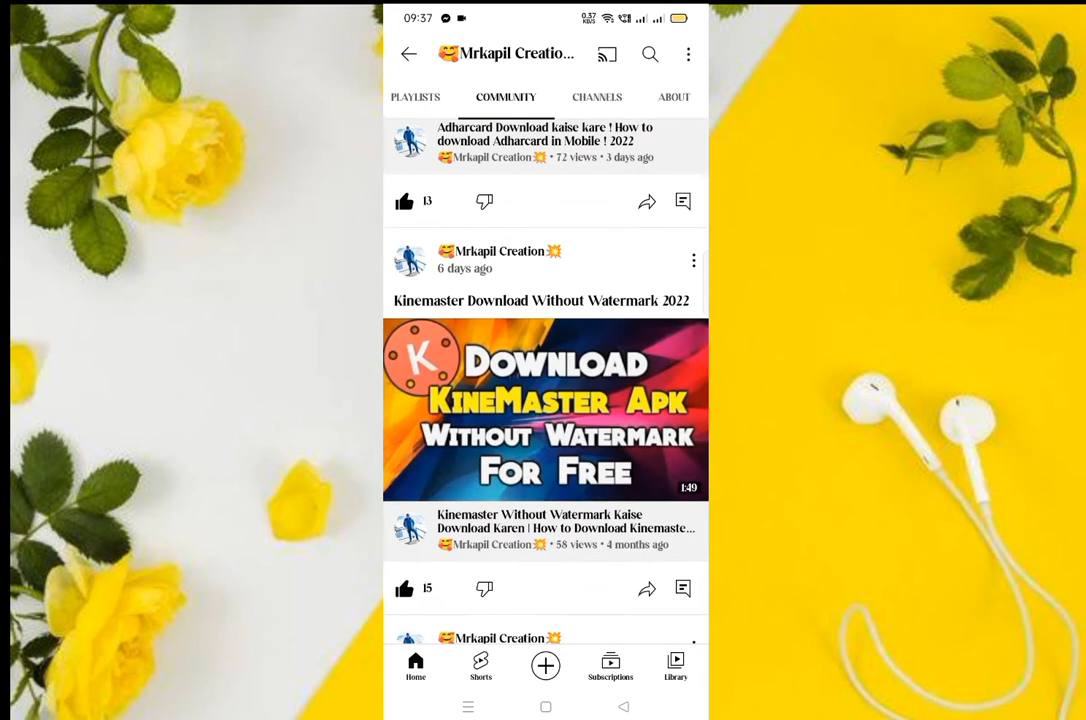 09:37
0.37
KB/S
🥰Mrkapil Creatio...
PLAYLISTS COMMUNITY CHANNELS ABOUT
Adharcard Download kaise kare ! How to
download Adharcard in Mobile ! 2022
🥰Mrkapil Creation💥 • 72 views • 3 days ago
13
🥰Mrkapil Creation💥
6 days ago
Kinemaster Download Without Watermark 2022
K
DOWNLOAD
KINEMASTER APK
WITHOUT WATERMARK
FOR FREE
1:49
Kinemaster Without Watermark Kaise
Download Karen | How to Download Kinemaste...
🥰Mrkapil Creation💥 • 58 views • 4 months ago
15
🥰Mrkapil Creation💥
Home Shorts Subscriptions Library